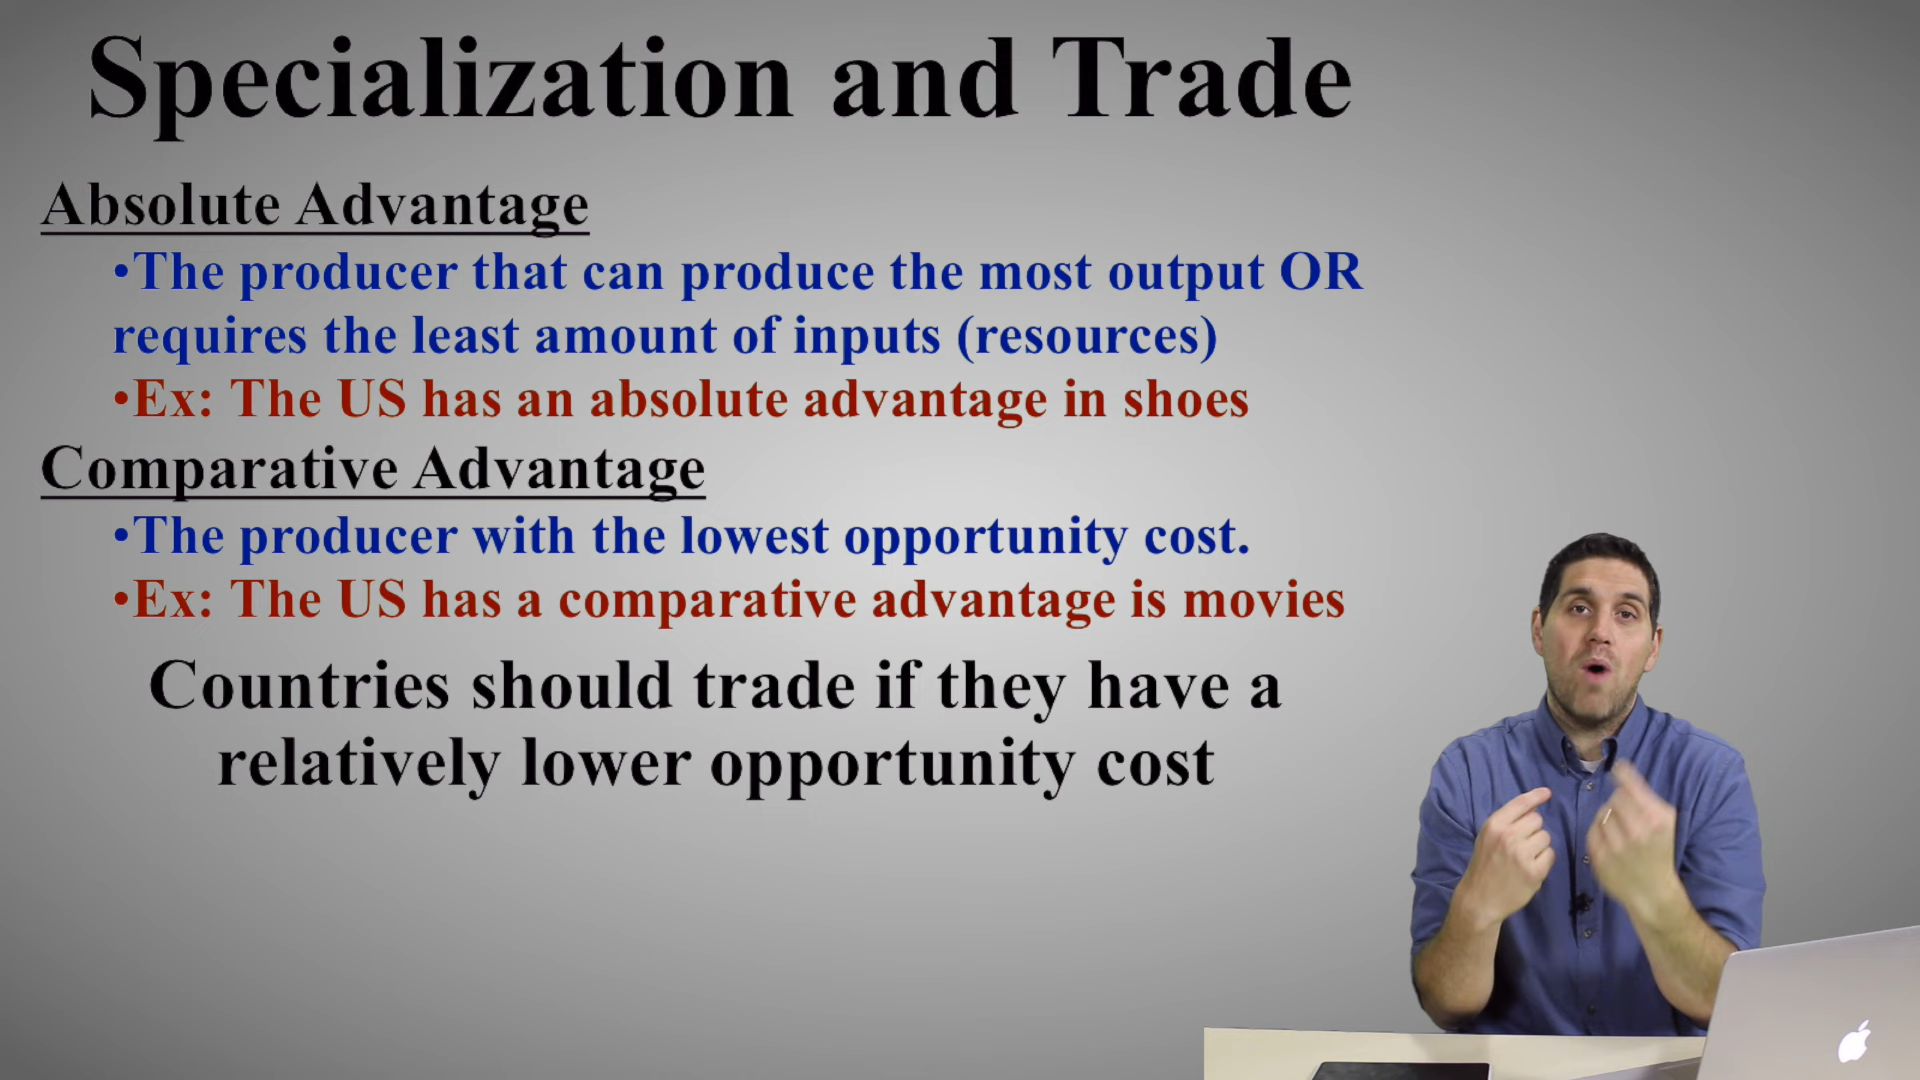 Specialization and Trade
Absolute Advantage
•The producer that can produce the most output OR
requires the least amount of inputs (resources)
•Ex: The US has an absolute advantage in shoes
Comparative Advantage
•The producer with the lowest opportunity cost.
•Ex: The US has a comparative advantage is movies
Countries should trade if they have a
relatively lower opportunity cost